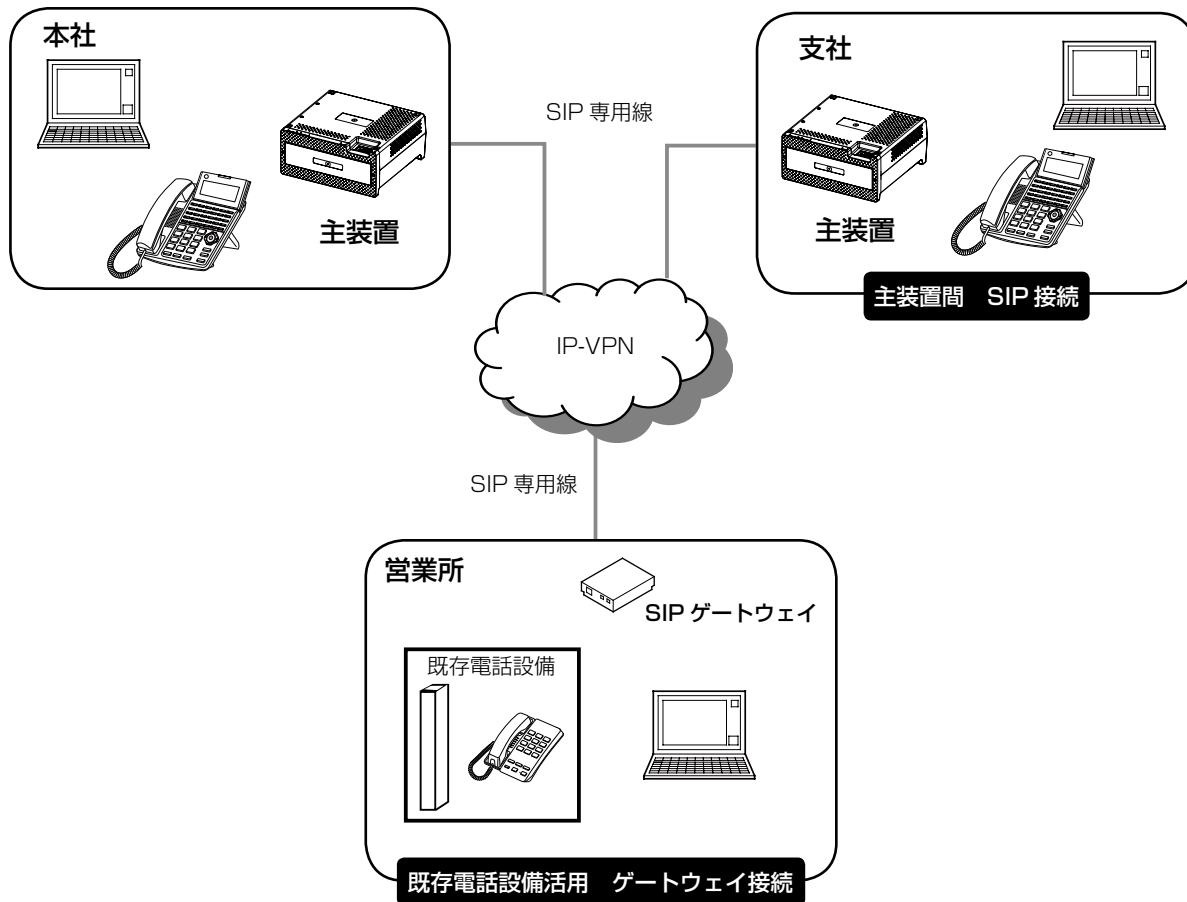 本社
主装置
SIP 専用線
支社
主装置
主装置間　SIP 接続
IP-VPN
SIP 専用線
営業所
SIP ゲートウェイ
既存電話設備
既存電話設備活用　ゲートウェイ接続